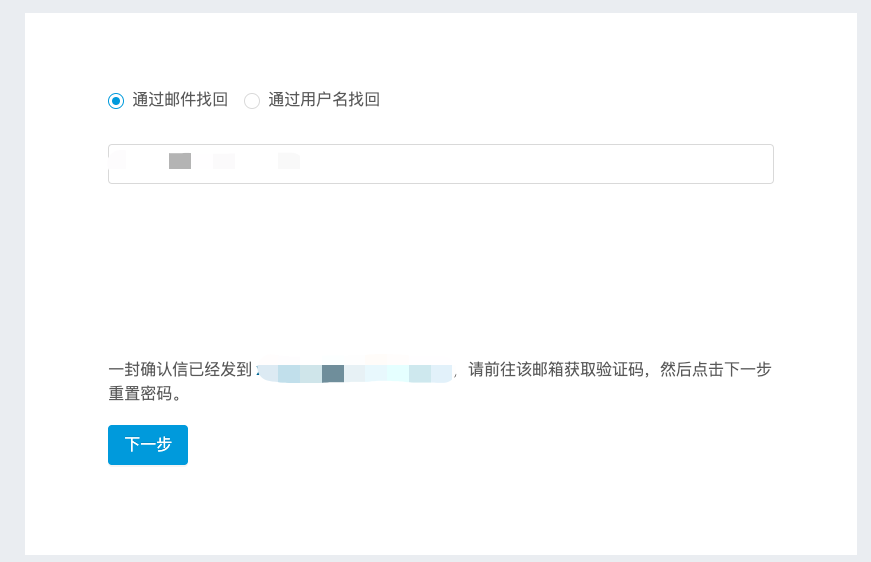 通过邮件找回 通过用户名找回
一封确认信已经发到 ，请前往该邮箱获取验证码，然后点击下一步
重置密码。
下一步